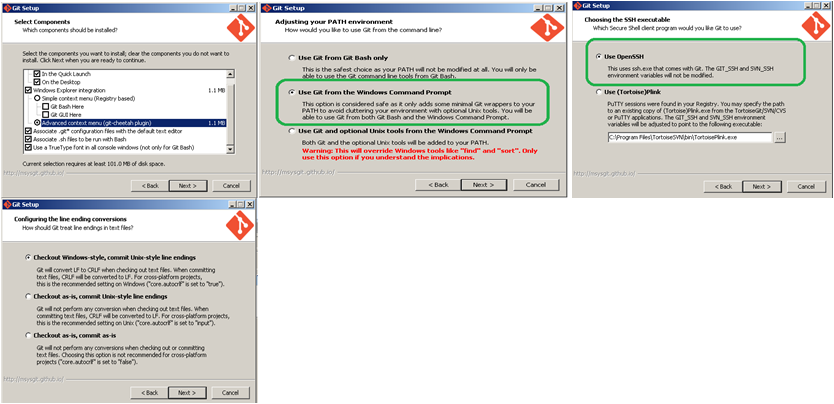 Git Setup
Select Components
Which components should be installed?
Select the components you want to install; clear the components you do not want to
install. Click Next when you are ready to continue.
In the Quick Launch
On the Desktop
Windows Explorer integration 1.1 MB
Simple context menu (Registry based)
Git Bash Here
Git GUI Here
Advanced context menu (git-cheetah plugin) 1.1 MB
Associate .git* configuration files with the default text editor
Associate .sh files to be run with Bash
Use a TrueType font in all console windows (not only for Git Bash)
Current selection requires at least 101.0 MB of disk space.
http://msysgit.github.io/
< Back Next > Cancel
Git Setup
Adjusting your PATH environment
How would you like to use Git from the command line?
Use Git from Git Bash only
This is the safest choice as your PATH will not be modified at all. You will only be
able to use the Git command line tools from Git Bash.
Use Git from the Windows Command Prompt
This option is considered safe as it only adds some minimal Git wrappers to your
PATH to avoid cluttering your environment with optional Unix tools. You will be
able to use Git from both Git Bash and the Windows Command Prompt.
Use Git and optional Unix tools from the Windows Command Prompt
Both Git and the optional Unix tools will be added to your PATH.
Warning: This will override Windows tools like "find" and "sort". Only
use this option if you understand the implications.
http://msysgit.github.io/
< Back Next > Cancel
Git Setup
Choosing the SSH executable
Which Secure Shell client program would you like Git to use?
Use OpenSSH
This uses ssh.exe that comes with Git. The GIT_SSH and SVN_SSH
environment variables will not be modified.
Use (Tortoise)Plink
PuTTY sessions were found in your Registry. You may specify the path
to an existing copy of (Tortoise)Plink.exe from the TortoiseGit/SVN/CVS
or PuTTY applications. The GIT_SSH and SVN_SSH environment
variables will be adjusted to point to the following executable:
C:\Program Files\TortoiseSVN\bin\TortoisePlink.exe ...
http://msysgit.github.io/
< Back Next > Cancel
Git Setup
Configuring the line ending conversions
How should Git treat line endings in text files?
Checkout Windows-style, commit Unix-style line endings
Git will convert LF to CRLF when checking out text files. When committing
text files, CRLF will be converted to LF. For cross-platform projects,
this is the recommended setting on Windows ("core.autocrlf" is set to "true").
Checkout as-is, commit Unix-style line endings
Git will not perform any conversion when checking out text files. When
committing text files, CRLF will be converted to LF. For cross-platform projects,
this is the recommended setting on Unix ("core.autocrlf" is set to "input").
Checkout as-is, commit as-is
Git will not perform any conversions when checking out or committing
text files. Choosing this option is not recommended for cross-platform
projects ("core.autocrlf" is set to "false").
http://msysgit.github.io/
< Back Next > Cancel